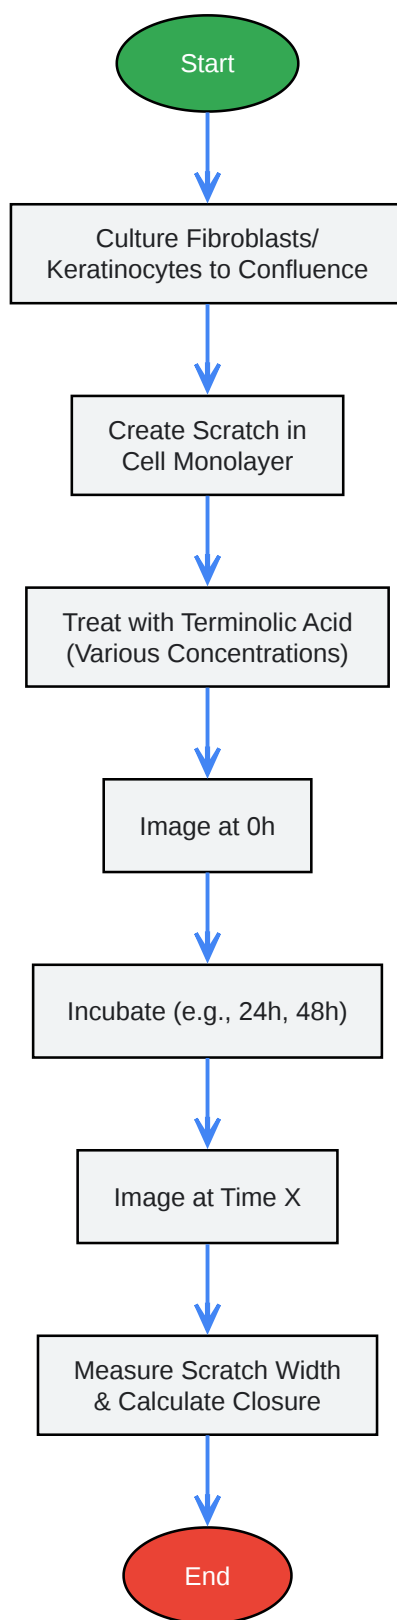 Start
Culture Fibroblasts/
Keratinocytes to Confluence
Create Scratch in
Cell Monolayer
Treat with Terminolic Acid
(Various Concentrations)
Image at 0h
Incubate (e.g., 24h, 48h)
Image at Time X
Measure Scratch Width
& Calculate Closure
End